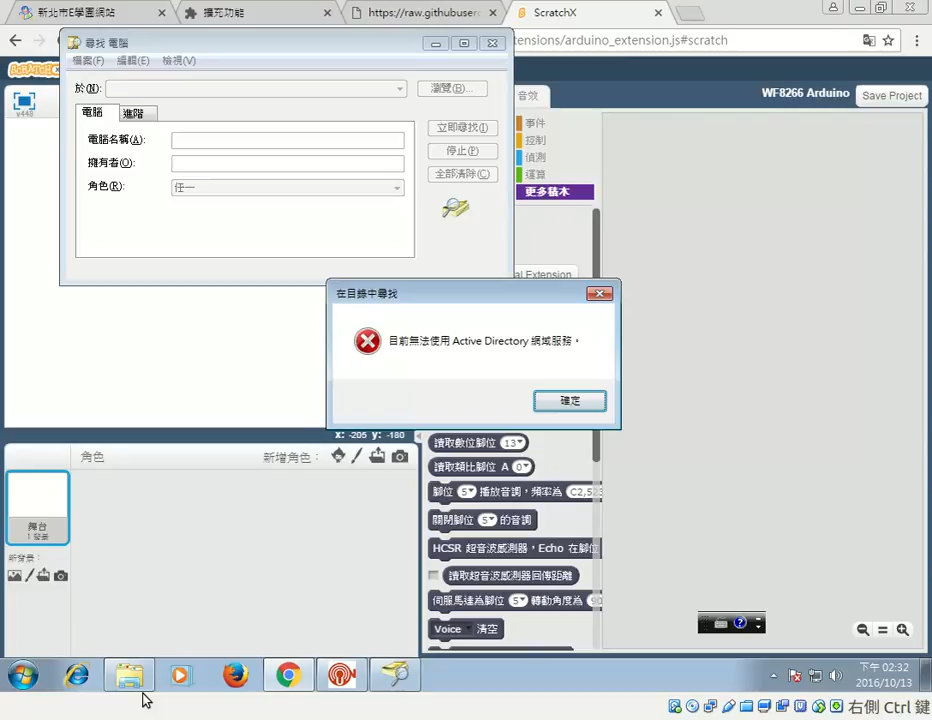 新北市E學園網站
擴充功能
https://raw.githubuserc
ScratchX
ensions/arduino_extension.js#scratch
尋找 電腦
檔案(F) 編輯(E) 檢視(V)
於(N):
瀏覽(B)...
電腦
進階
電腦名稱(A):
擁有者(O):
角色(R):
任一
立即尋找(I)
停止(P)
全部清除(C)
v448
音效
WF8266 Arduino
Save Project
事件
控制
偵測
運算
更多積木
al Extension
在目錄中尋找
目前無法使用 Active Directory 網域服務。
確定
x: -205 y: -180
角色
新增角色:
舞台
1 背景
新背景:
讀取數位腳位 13
讀取類比腳位 A 0
腳位 5 播放音調，頻率為 C2,523
關閉腳位 5 的音調
HCSR 超音波感測器，Echo 在腳位
讀取超音波感測器回傳距離
伺服馬達為腳位 5 轉動角度為 90
Voice 清空
下午 02:32
2016/10/13
右側 Ctrl 鍵